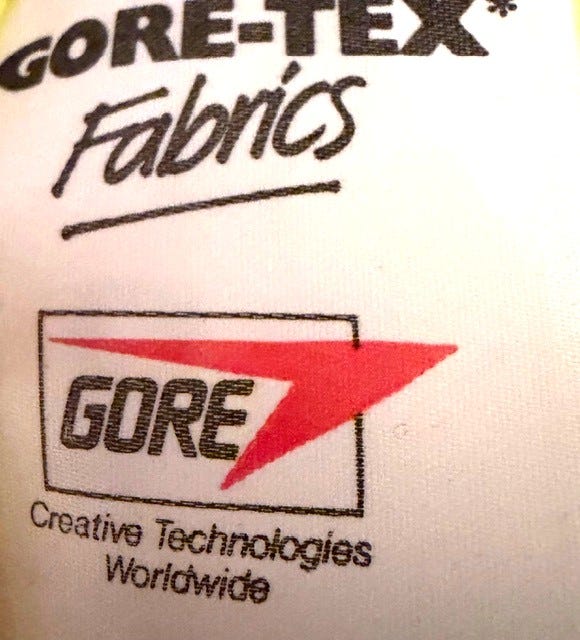 GORE-TEX*
Fabrics
GORE
Creative Technologies
Worldwide